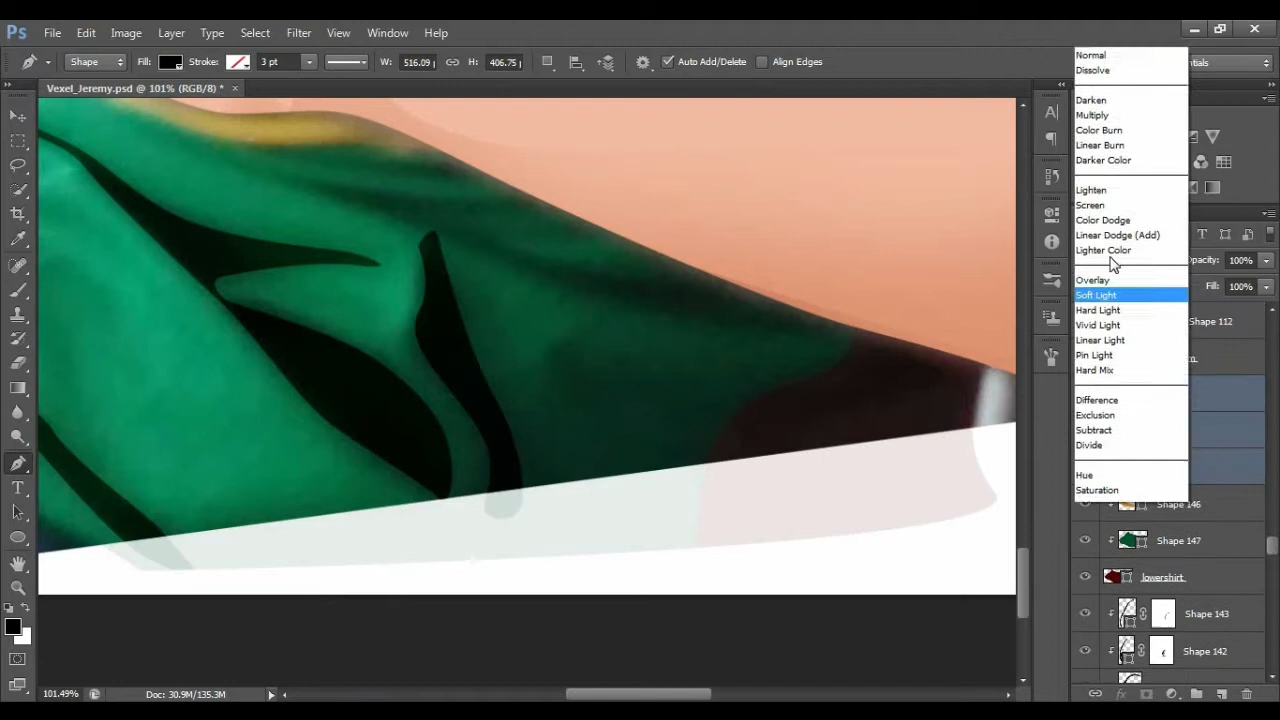 Ps File Edit Image Layer Type Select Filter View Window Help
Shape Fill: Stroke: 3 pt W: 516.09 H: 406.75 Auto Add/Delete Align Edges
Vexel_Jeremy.psd @ 101% (RGB/8) * ×
Normal
Dissolve
Darken
Multiply
Color Burn
Linear Burn
Darker Color
Lighten
Screen
Color Dodge
Linear Dodge (Add)
Lighter Color
Overlay
Soft Light
Hard Light
Vivid Light
Linear Light
Pin Light
Hard Mix
Difference
Exclusion
Subtract
Divide
Hue
Saturation
Opacity: 100%
Fill: 100%
Shape 112
Shape 146
Shape 147
lowershirt
Shape 143
Shape 142
101.49% Doc: 30.9M/135.3M